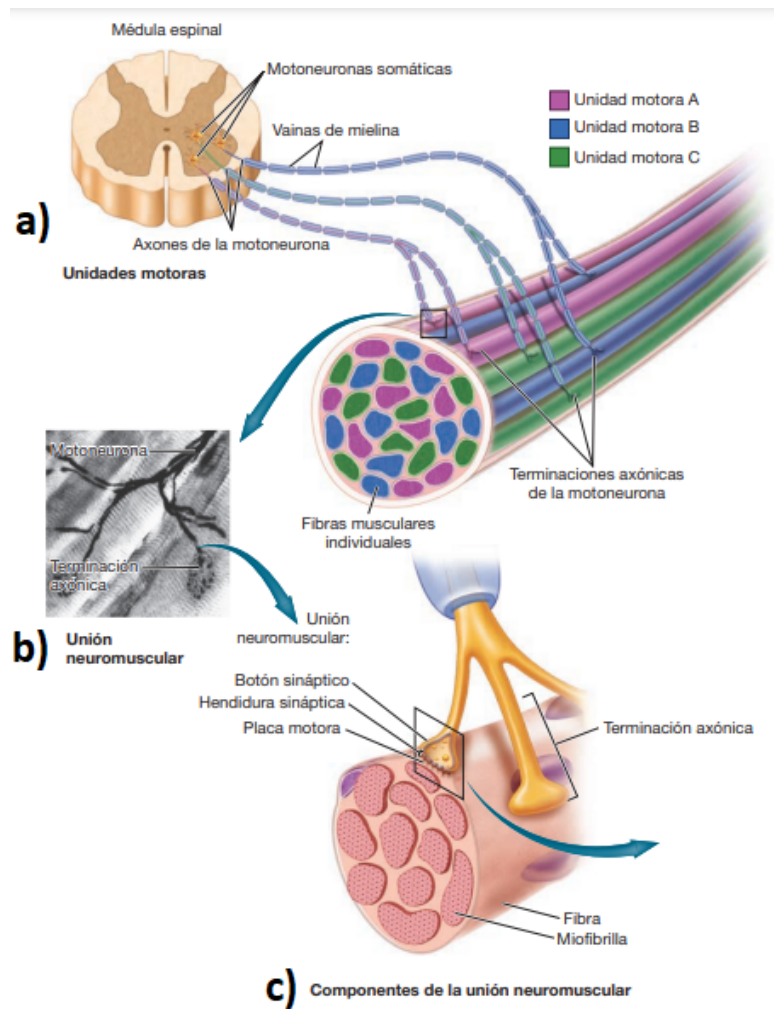 Médula espinal
Motoneuronas somáticas
Unidad motora A
Unidad motora B
Unidad motora C
Vainas de mielina
a)
Axones de la motoneurona
Unidades motoras
Motoneurona
Terminación
axónica
Terminaciones axónicas
de la motoneurona
Fibras musculares
individuales
b) Unión
neuromuscular
Unión
neuromuscular:
Botón sináptico
Hendidura sináptica
Placa motora
Terminación axónica
Fibra
Miofibrilla
c) Componentes de la unión neuromuscular